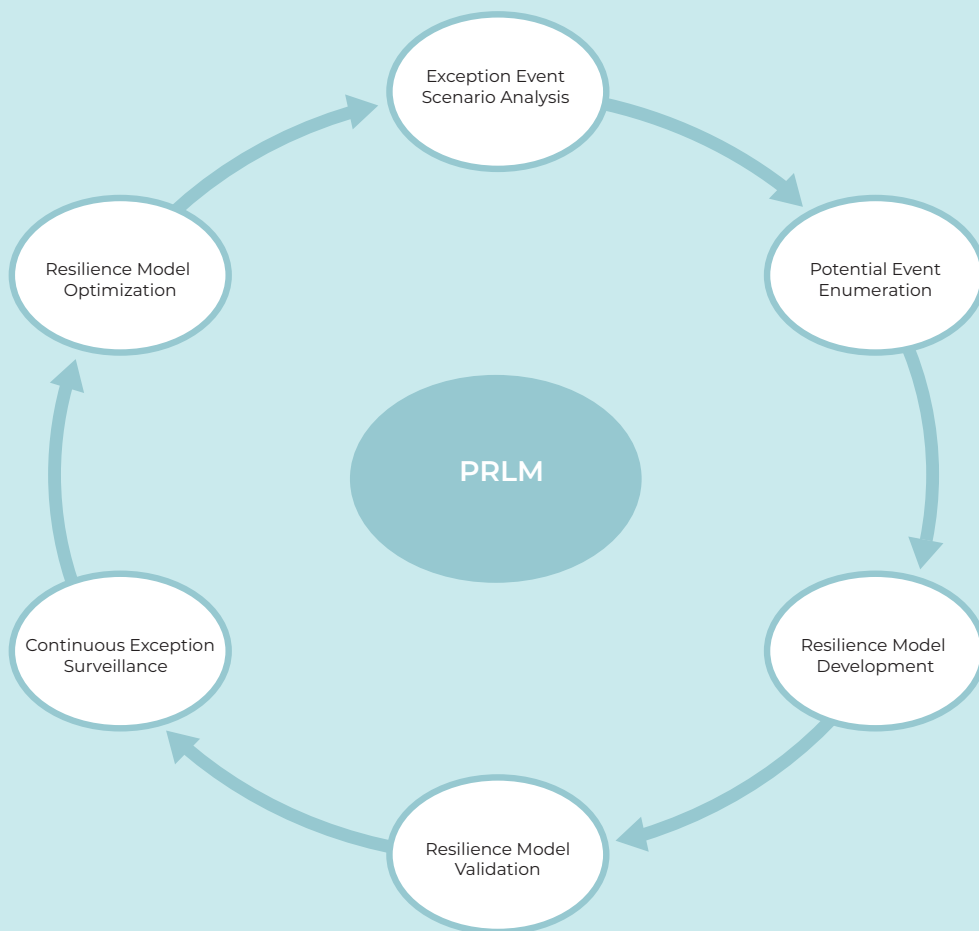 Exception Event
Scenario Analysis
Potential Event
Enumeration
Resilience Model
Development
Resilience Model
Validation
Continuous Exception
Surveillance
Resilience Model
Optimization
PRLM